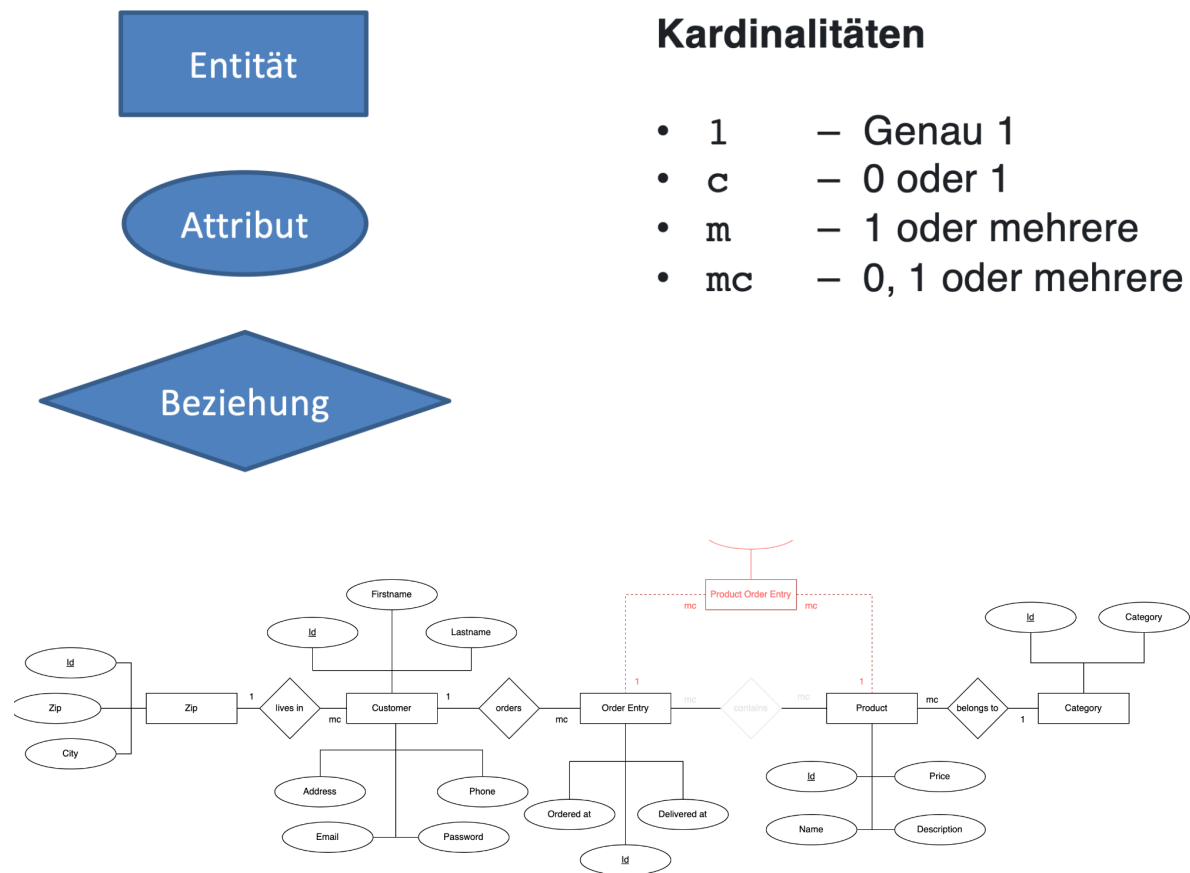 Entität
Attribut
Beziehung
Kardinalitäten
• 1 – Genau 1
• c – 0 oder 1
• m – 1 oder mehrere
• mc – 0, 1 oder mehrere
Product Order Entry
mc
mc
1
1
Firstname
Id
Lastname
Id
Zip
City
Zip
1
lives in
mc
Customer
1
orders
mc
Order Entry
mc
contains
mc
Product
mc
belongs to
1
Category
Id
Category
Address
Phone
Email
Password
Ordered at
Delivered at
Id
Id
Price
Name
Description